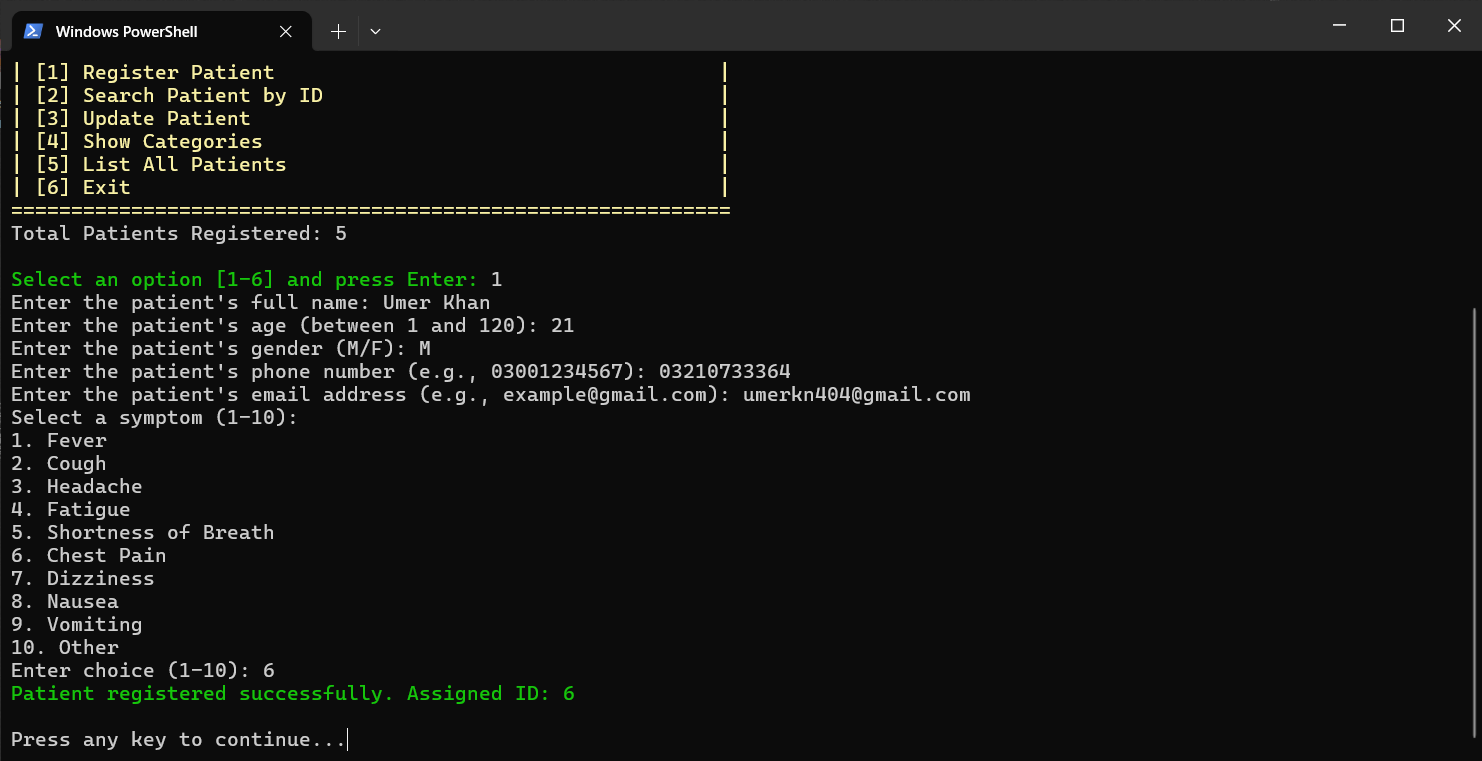 Windows PowerShell
| [1] Register Patient |
| [2] Search Patient by ID |
| [3] Update Patient |
| [4] Show Categories |
| [5] List All Patients |
| [6] Exit |
============================================================
Total Patients Registered: 5
Select an option [1-6] and press Enter: 1
Enter the patient's full name: Umer Khan
Enter the patient's age (between 1 and 120): 21
Enter the patient's gender (M/F): M
Enter the patient's phone number (e.g., 03001234567): 03210733364
Enter the patient's email address (e.g., example@gmail.com): umerkn404@gmail.com
Select a symptom (1-10):
1. Fever
2. Cough
3. Headache
4. Fatigue
5. Shortness of Breath
6. Chest Pain
7. Dizziness
8. Nausea
9. Vomiting
10. Other
Enter choice (1-10): 6
Patient registered successfully. Assigned ID: 6
Press any key to continue...